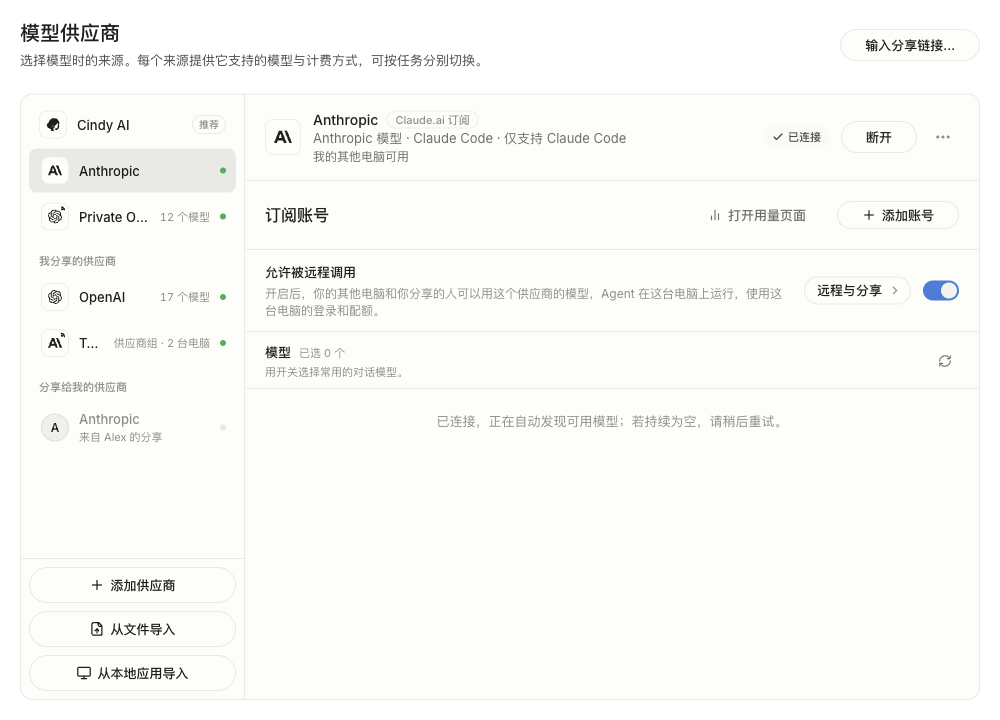 模型供应商
选择模型时的来源。每个来源提供它支持的模型与计费方式，可按任务分别切换。
输入分享链接...
Cindy AI 推荐
Anthropic
Private O... 12 个模型
我分享的供应商
OpenAI 17 个模型
T... 供应商组 · 2 台电脑
分享给我的供应商
A Anthropic
来自 Alex 的分享
添加供应商
从文件导入
从本地应用导入
Anthropic Claude.ai 订阅
Anthropic 模型 · Claude Code · 仅支持 Claude Code
我的其他电脑可用
已连接 断开
订阅账号 打开用量页面 添加账号
允许被远程调用
开启后，你的其他电脑和你分享的人可以用这个供应商的模型，Agent 在这台电脑上运行，使用这
台电脑的登录和配额。
远程与分享
模型 已选 0 个
用开关选择常用的对话模型。
已连接，正在自动发现可用模型；若持续为空，请稍后重试。